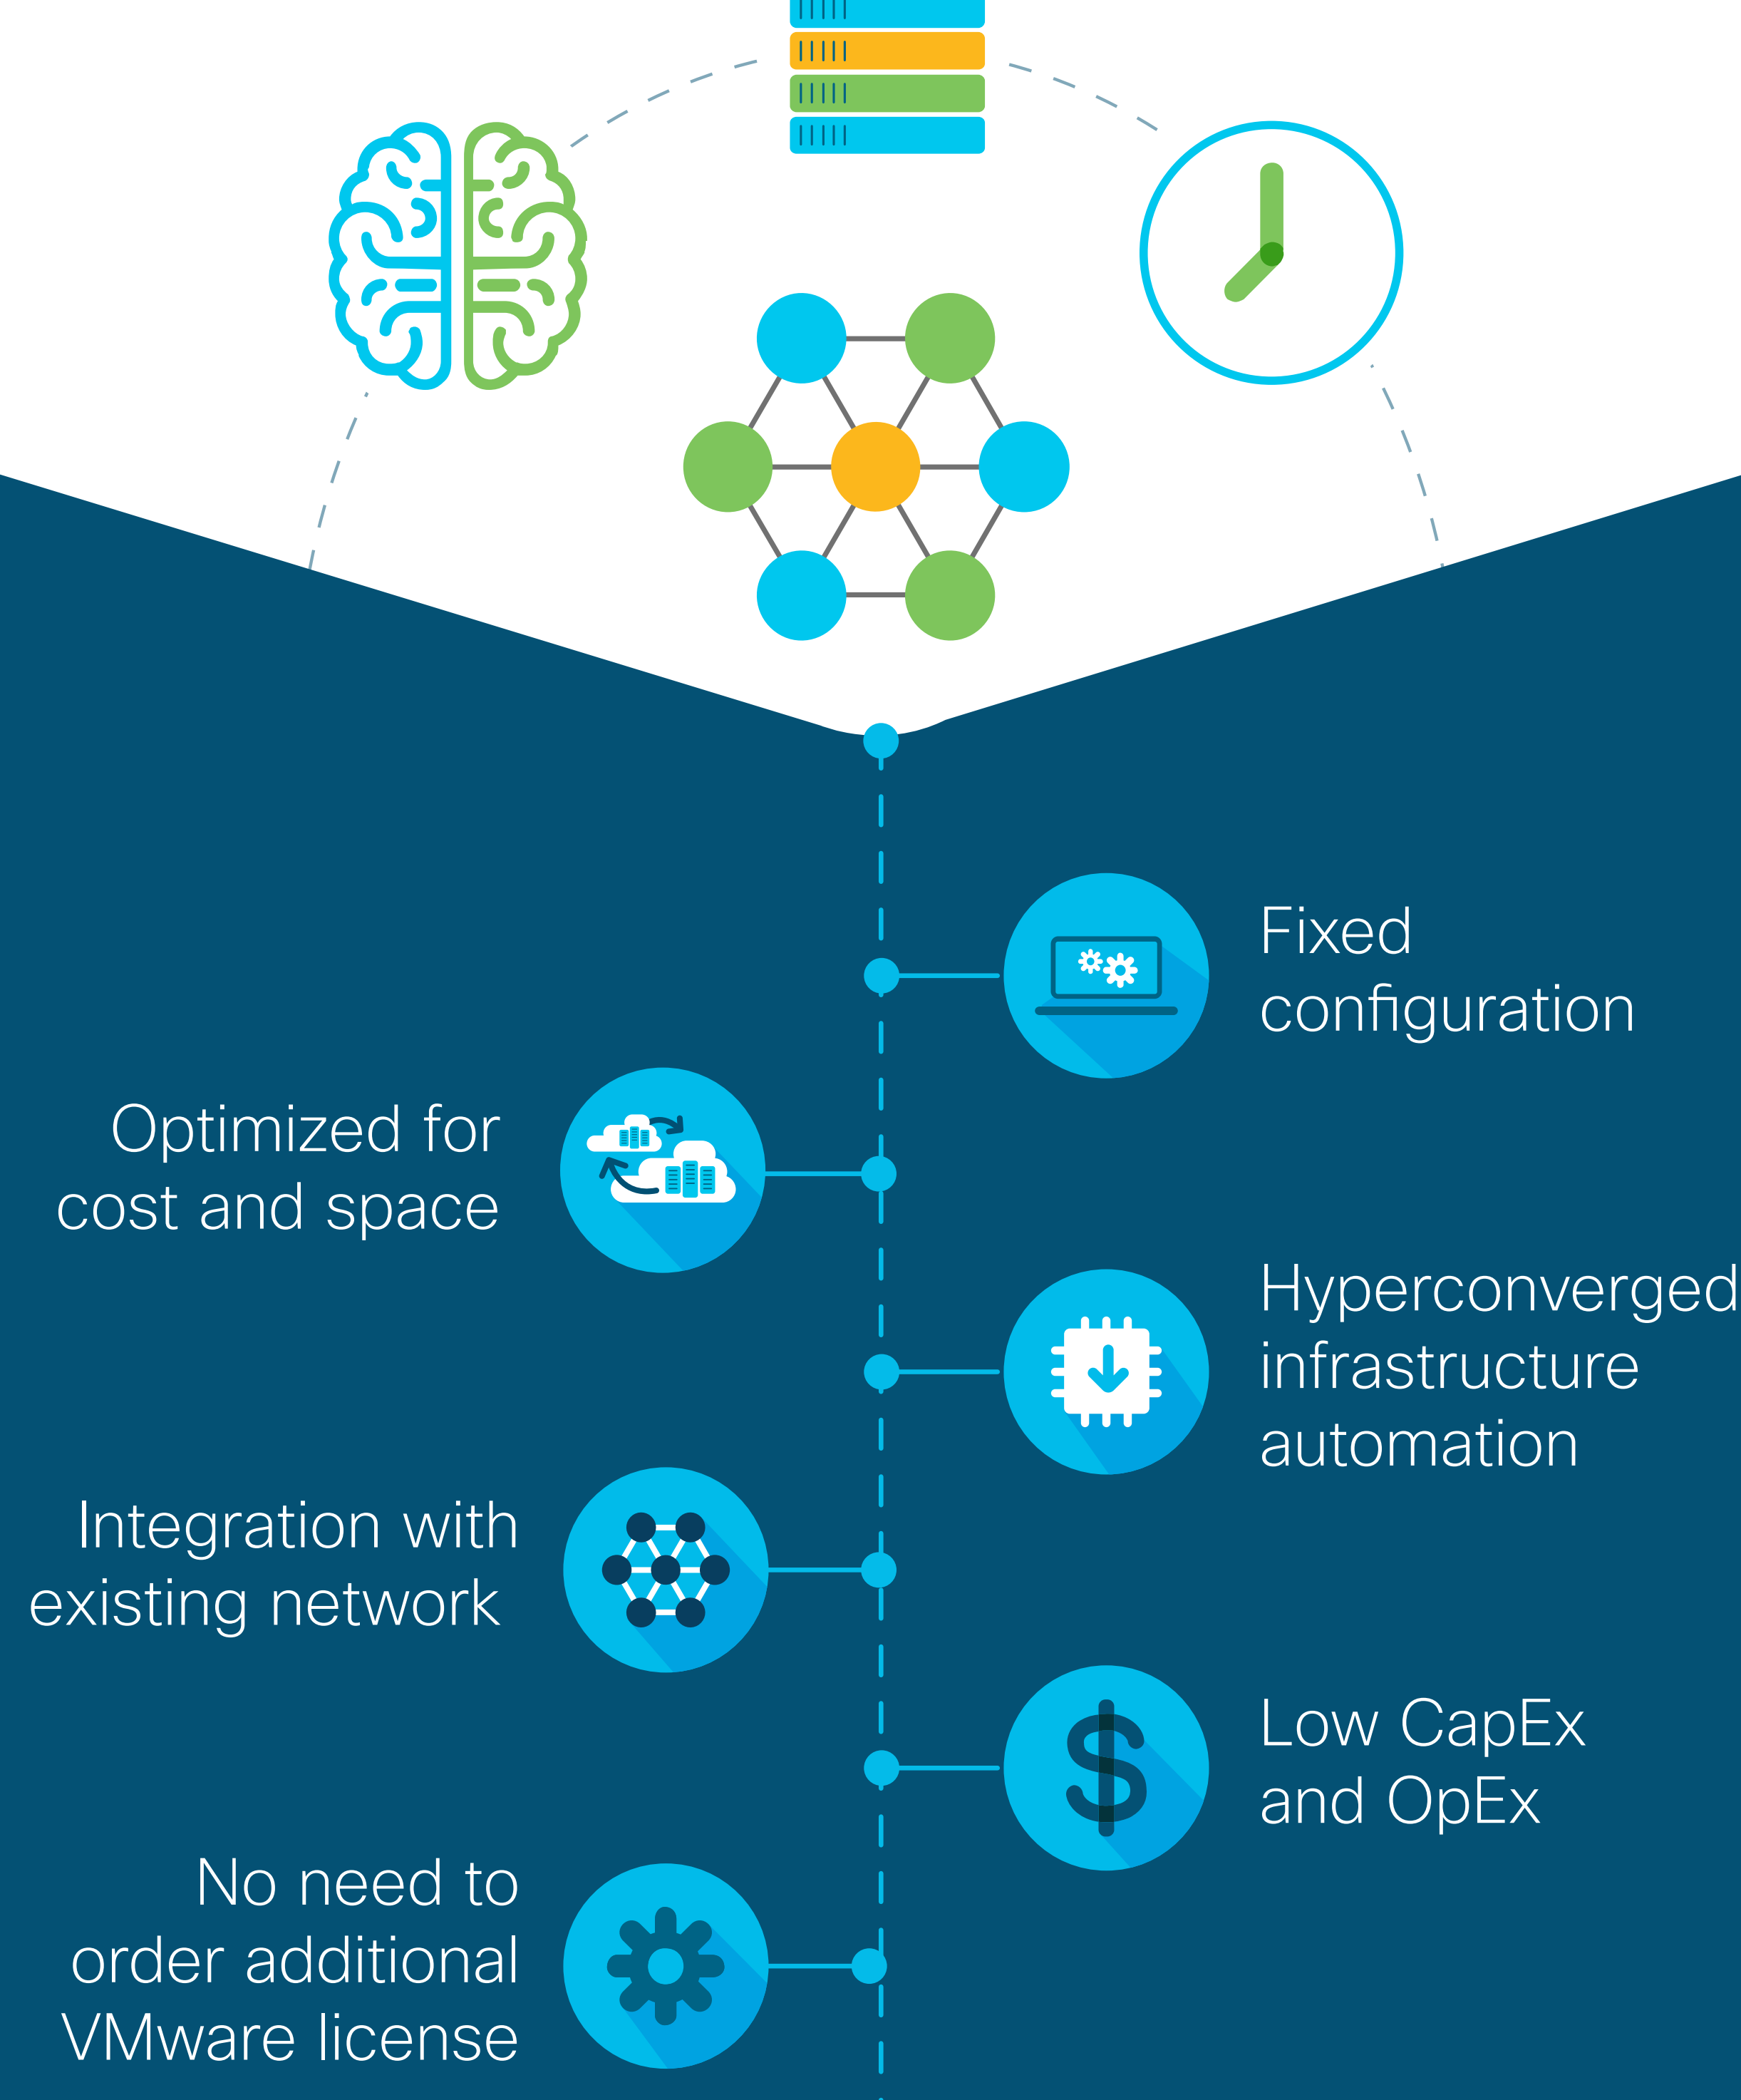 Fixed
configuration
Optimized for
cost and space
Hyperconverged
infrastructure
automation
Integration with
existing network
Low CapEx
and OpEx
No need to
order additional
VMware license